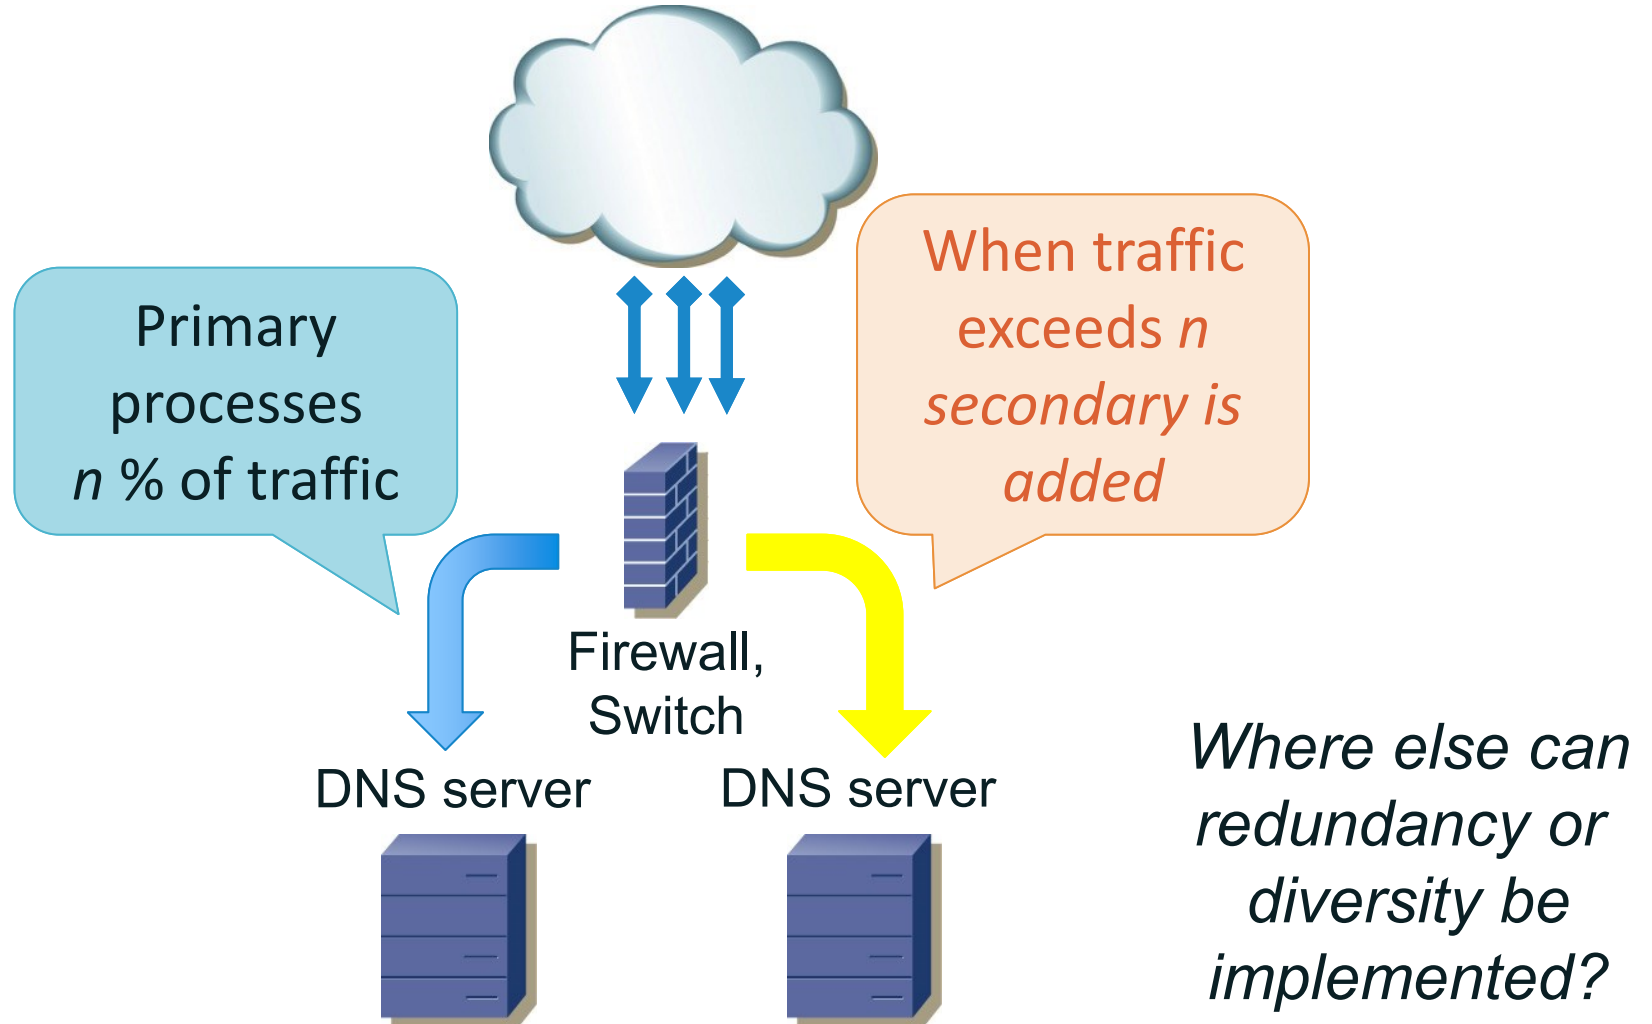 Primary
processes
n % of traffic
When traffic
exceeds n
secondary is
added
Firewall,
Switch
DNS server
DNS server
Where else can
redundancy or
diversity be
implemented?